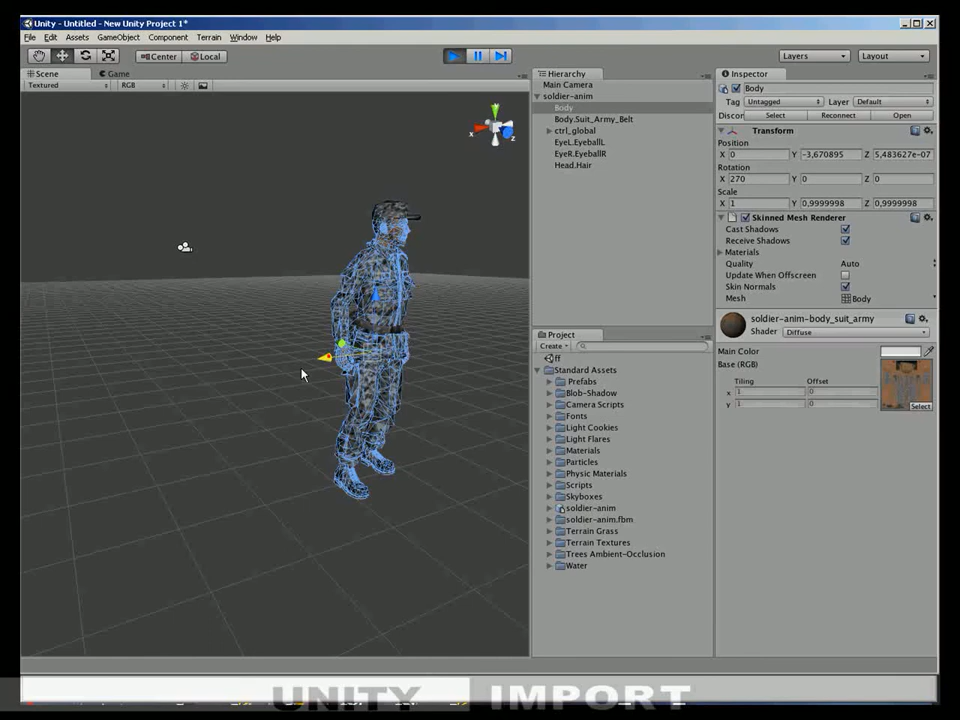 Unity - Untitled - New Unity Project 1*
File Edit Assets GameObject Component Terrain Window Help
Center Local Layers Layout
Scene Game
Textured RGB
Hierarchy
Main Camera
soldier-anim
Body
Body.Suit_Army_Belt
ctrl_global
EyeL.EyeballL
EyeR.EyeballR
Head.Hair
Project
Create
ff
Standard Assets
Prefabs
Blob-Shadow
Camera Scripts
Fonts
Light Cookies
Light Flares
Materials
Particles
Physic Materials
Scripts
Skyboxes
soldier-anim
soldier-anim.fbm
Terrain Grass
Terrain Textures
Trees Ambient-Occlusion
Water
Inspector
Body
Tag Untagged Layer Default
Discon Select Reconnect Open
Transform
Position
X 0 Y -3,670895 Z 5,483627e-07
Rotation
X 270 Y 0 Z 0
Scale
X 1 Y 0,9999998 Z 0,9999998
Skinned Mesh Renderer
Cast Shadows
Receive Shadows
Materials
Quality Auto
Update When Offscreen
Skin Normals
Mesh Body
soldier-anim-body_suit_army
Shader Diffuse
Main Color
Base (RGB)
Tiling Offset
x 1 0
y 1 0
Select
x
z
UNITY IMPORT